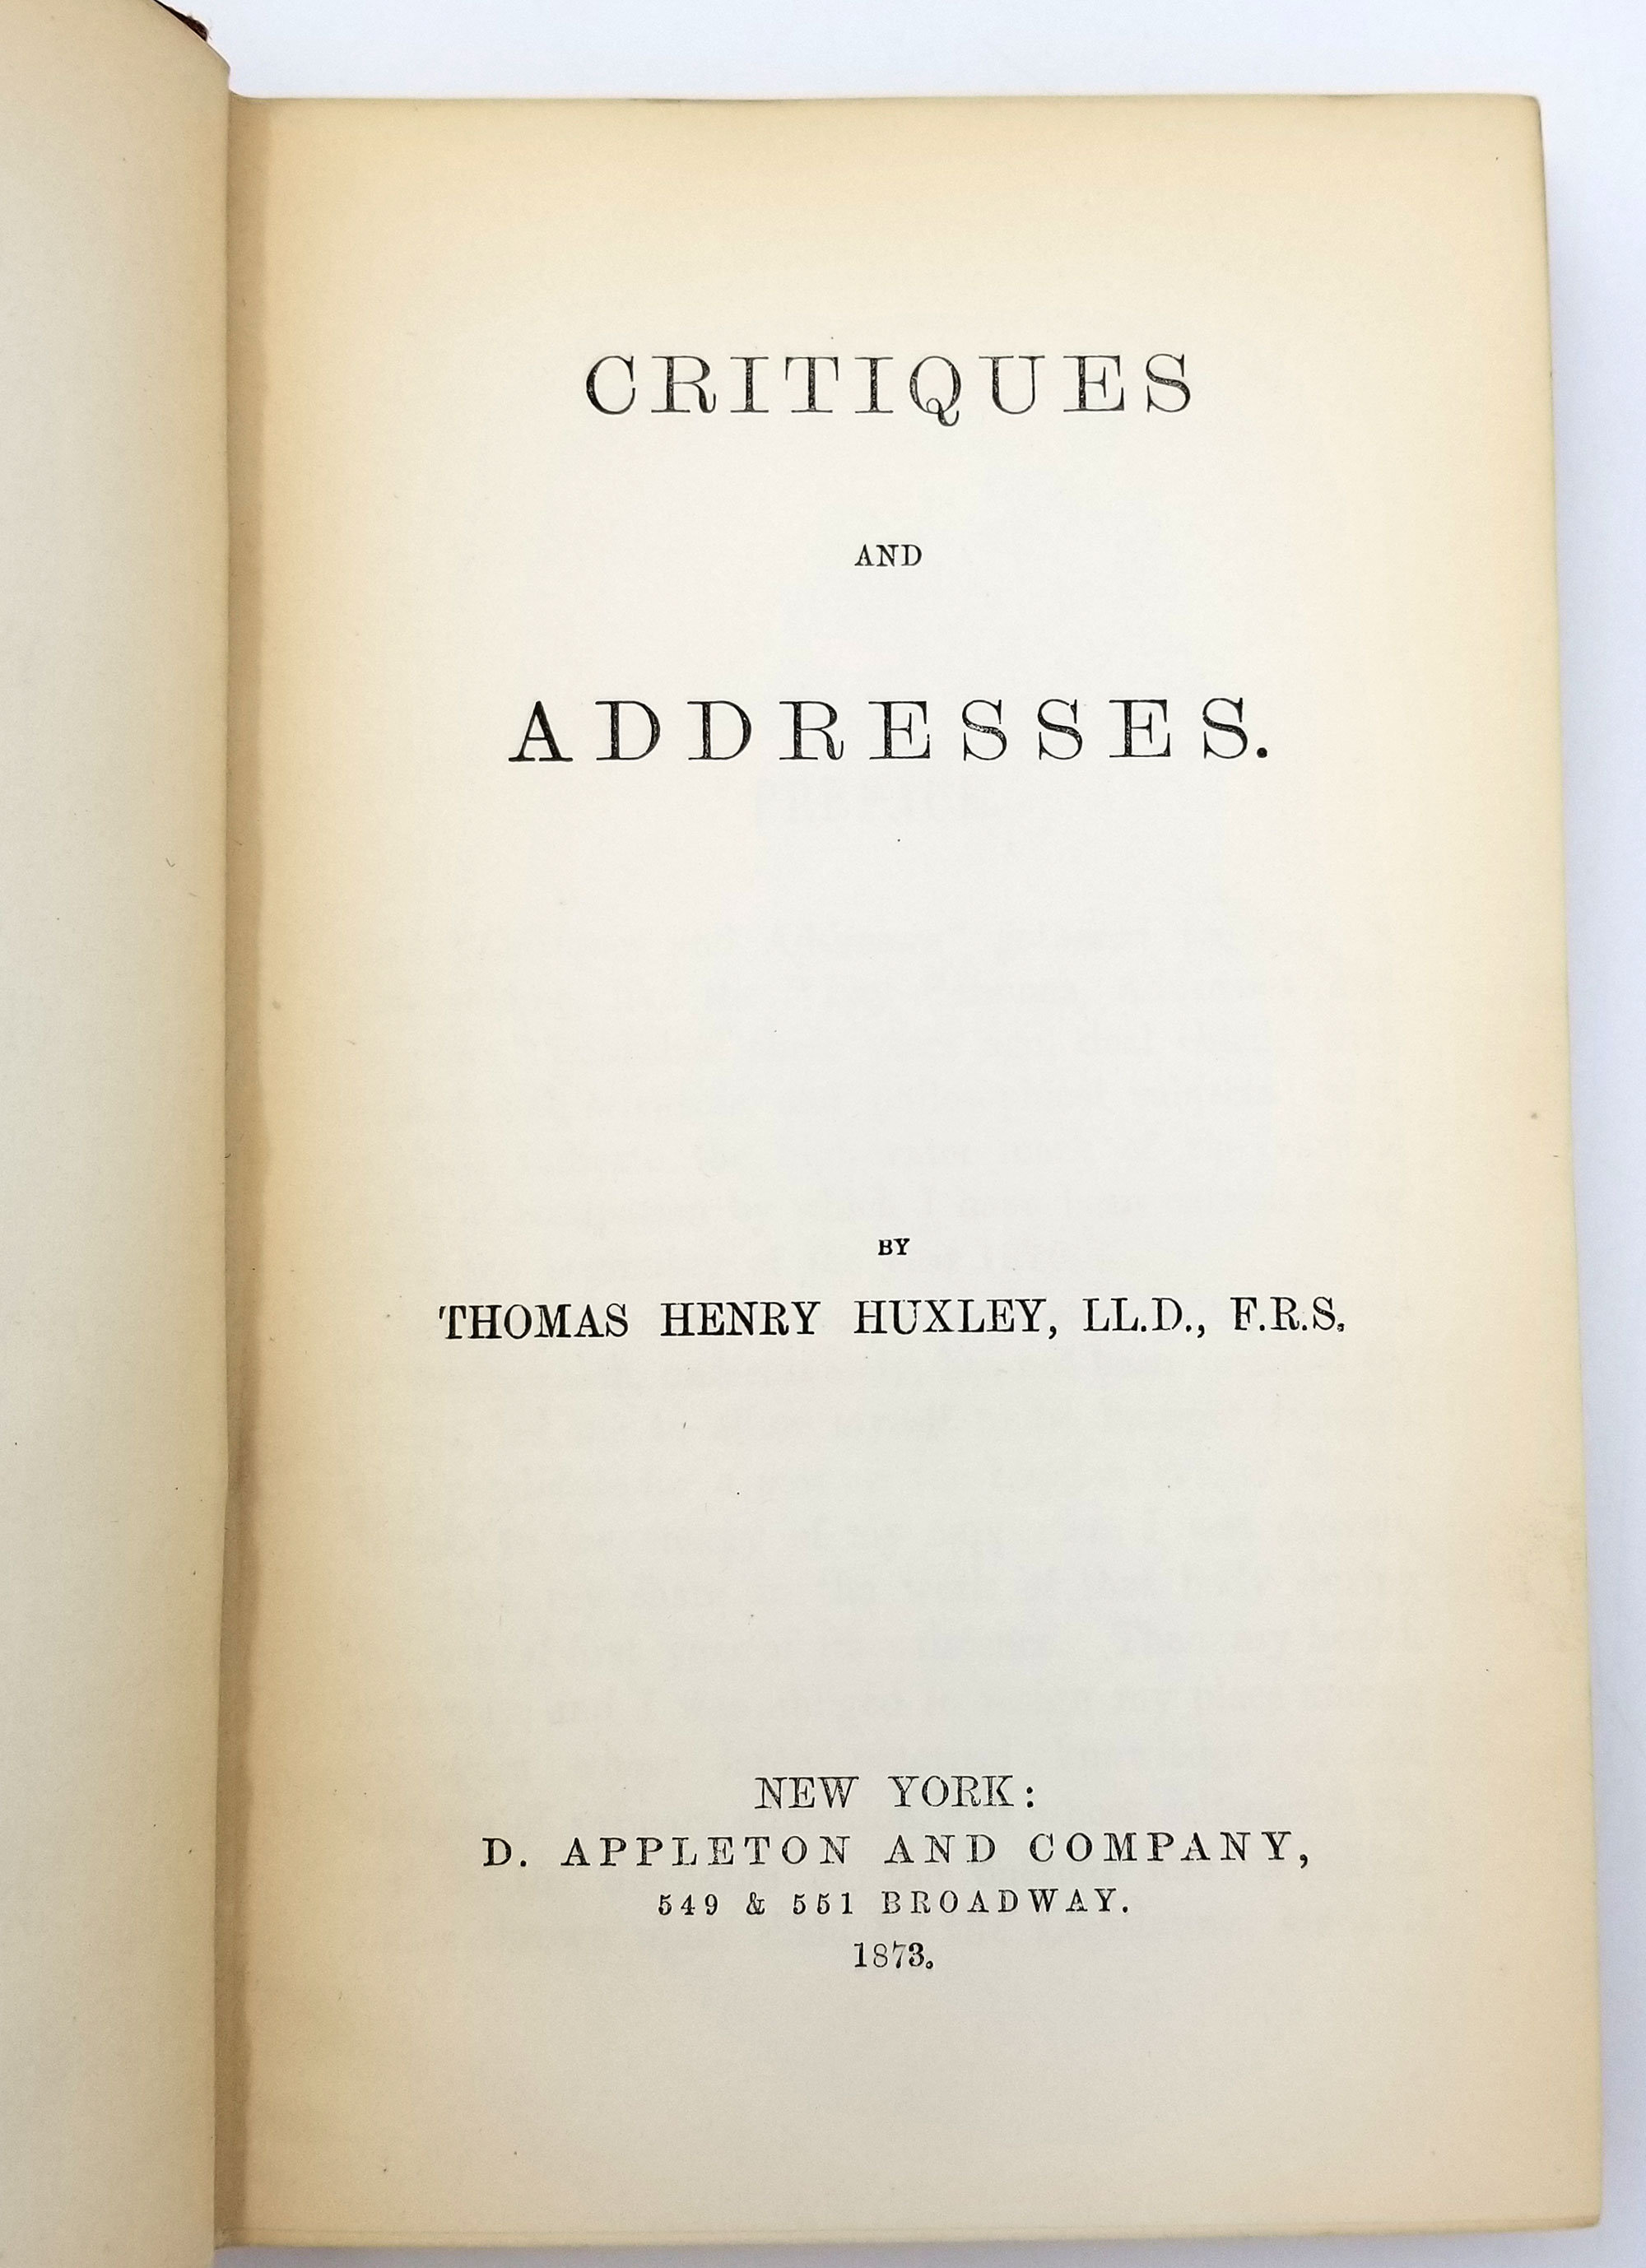 CRITIQUES
AND
ADDRESSES.
BY
THOMAS HENRY HUXLEY, LL.D., F.R.S.
NEW YORK:
D. APPLETON AND COMPANY,
549 & 551 BROADWAY.
1873.